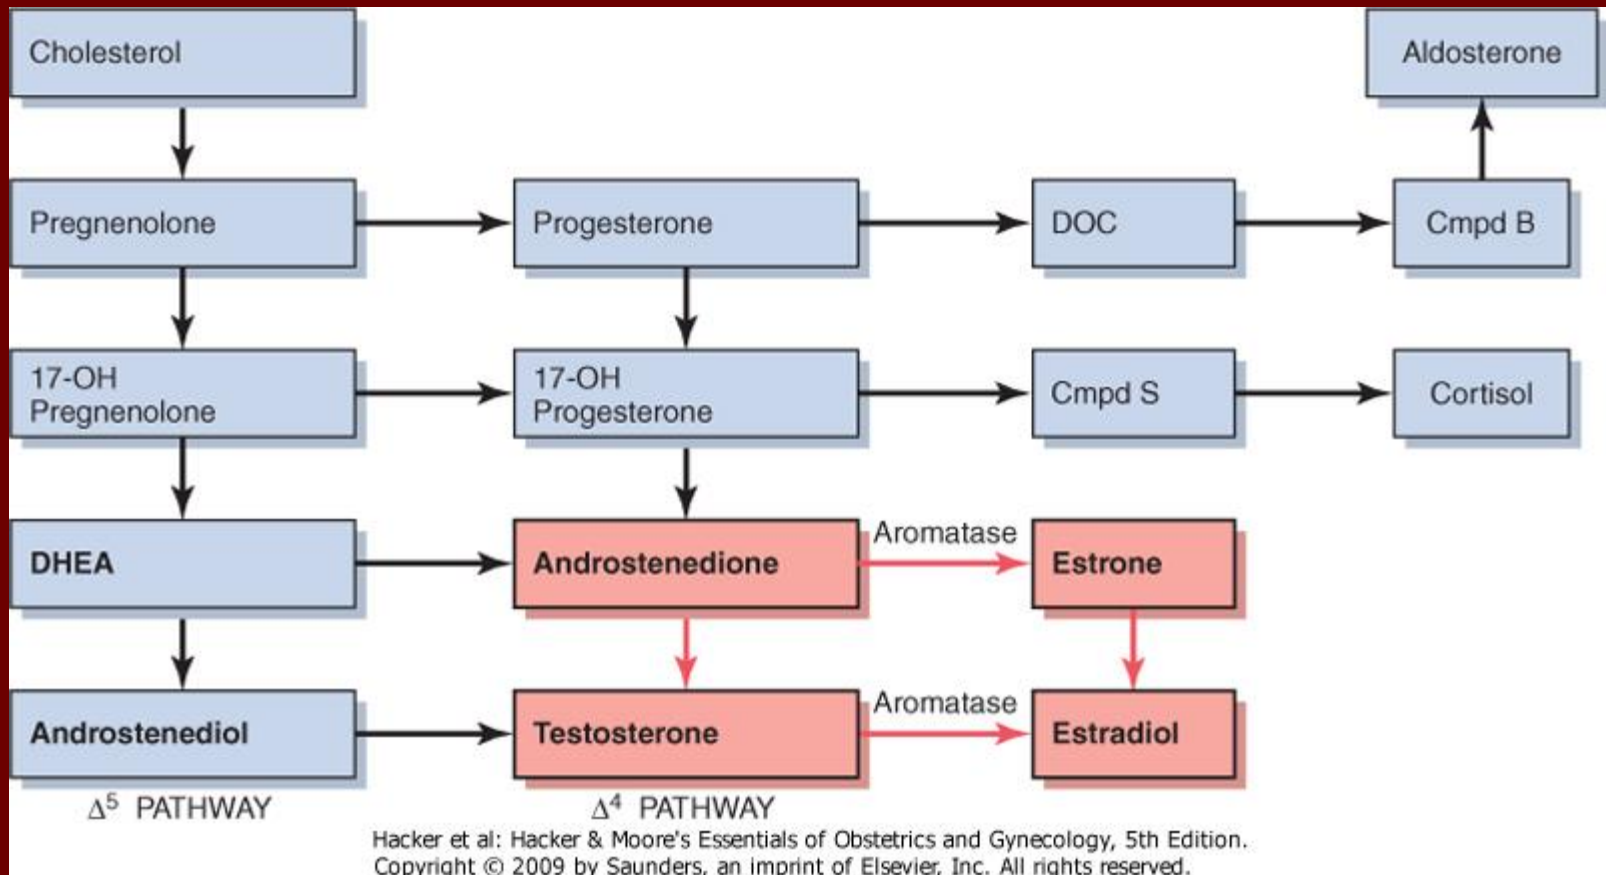 Cholesterol
Aldosterone
Pregnenolone
Progesterone
DOC
Cmpd B
17-OH
Pregnenolone
17-OH
Progesterone
Cmpd S
Cortisol
DHEA
Androstenedione
Aromatase
Estrone
Androstenediol
Testosterone
Aromatase
Estradiol
Δ⁵ PATHWAY
Δ⁴ PATHWAY
Hacker et al: Hacker & Moore's Essentials of Obstetrics and Gynecology, 5th Edition.
Copyright © 2009 by Saunders, an imprint of Elsevier, Inc. All rights reserved.